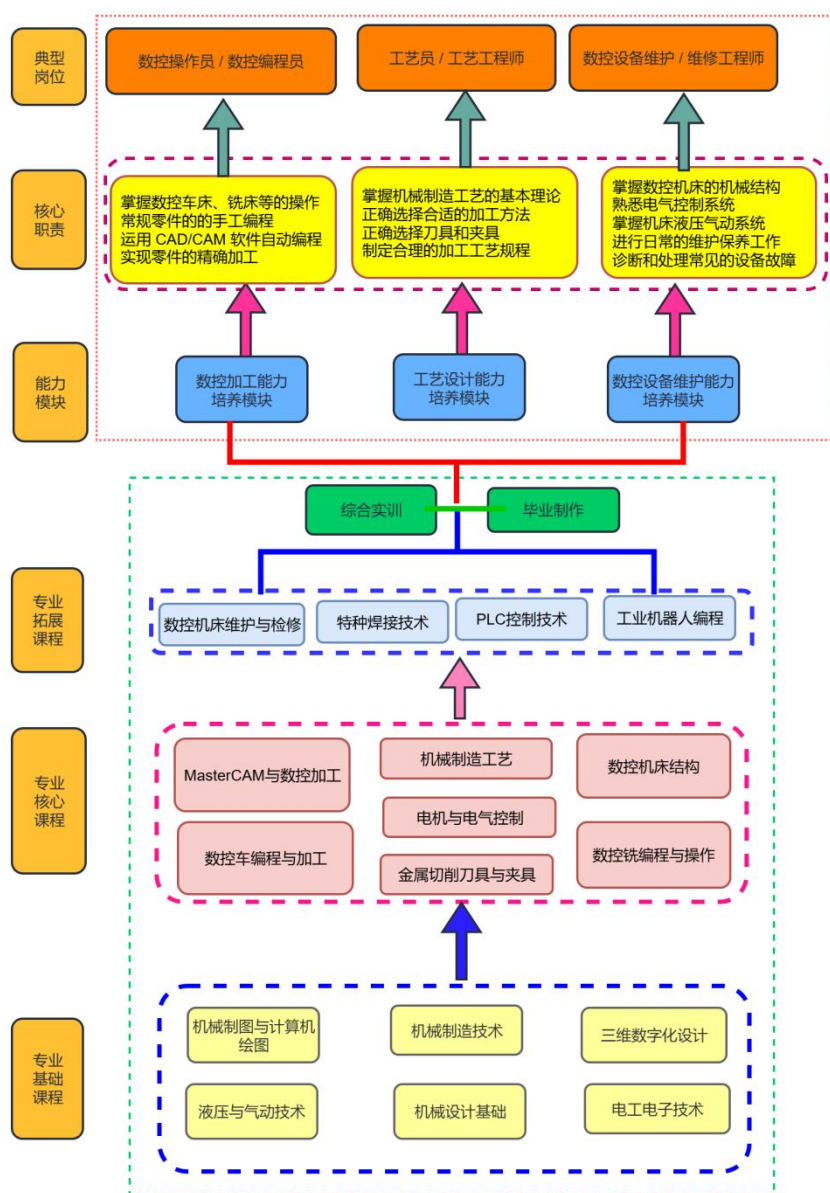 典型
岗位
数控操作员 / 数控编程员
工艺员 / 工艺工程师
数控设备维护 / 维修工程师
核心
职责
掌握数控车床、铣床等的操作
常规零件的的手工编程
运用 CAD/CAM 软件自动编程
实现零件的精确加工
掌握机械制造工艺的基本理论
正确选择合适的加工方法
正确选择刀具和夹具
制定合理的加工工艺规程
掌握数控机床的机械结构
熟悉电气控制系统
掌握机床液压气动系统
进行日常的维护保养工作
诊断和处理常见的设备故障
能力
模块
数控加工能力
培养模块
工艺设计能力
培养模块
数控设备维护能力
培养模块
综合实训
毕业制作
专业
拓展
课程
数控机床维护与检修
特种焊接技术
PLC控制技术
工业机器人编程
专业
核心
课程
MasterCAM与数控加工
机械制造工艺
数控机床结构
电机与电气控制
数控车编程与加工
金属切削刀具与夹具
数控铣编程与操作
专业
基础
课程
机械制图与计算机
绘图
机械制造技术
三维数字化设计
液压与气动技术
机械设计基础
电工电子技术